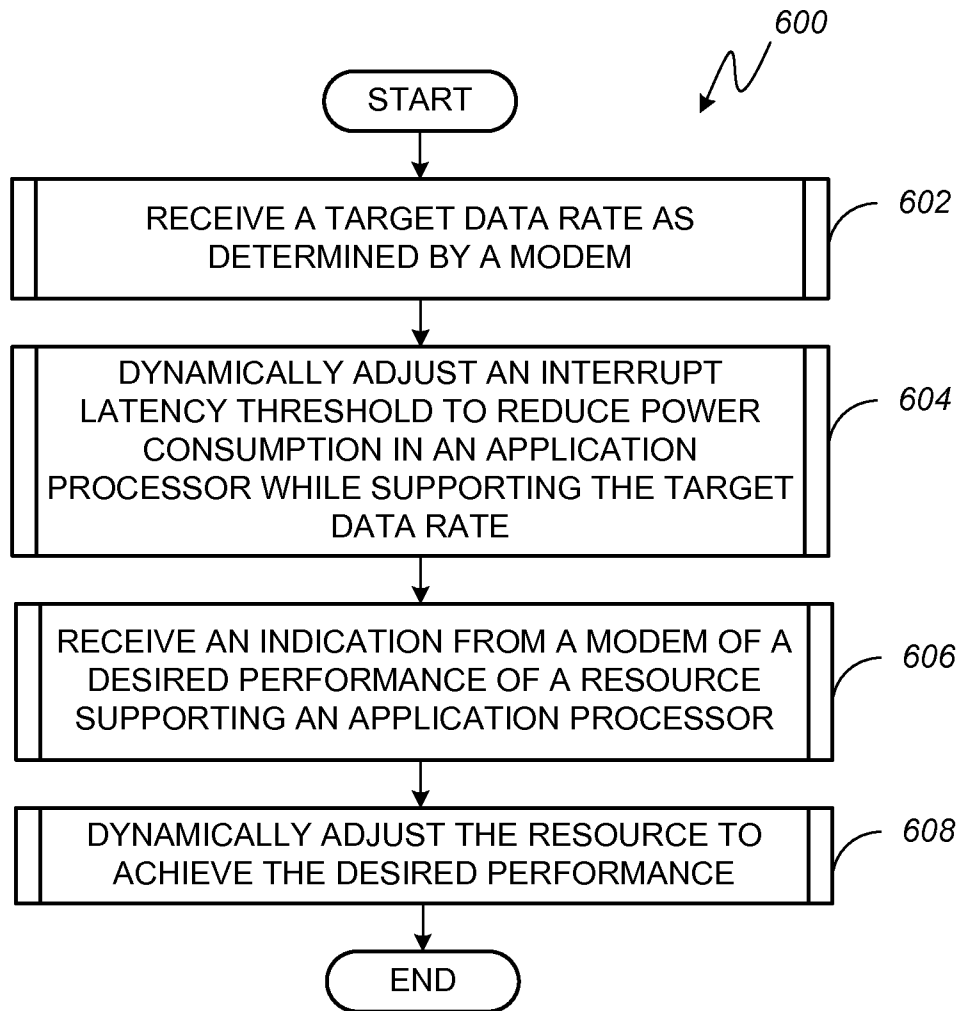 600
START
RECEIVE A TARGET DATA RATE AS
DETERMINED BY A MODEM
602
DYNAMICALLY ADJUST AN INTERRUPT
LATENCY THRESHOLD TO REDUCE POWER
CONSUMPTION IN AN APPLICATION
PROCESSOR WHILE SUPPORTING THE TARGET
DATA RATE
604
RECEIVE AN INDICATION FROM A MODEM OF A
DESIRED PERFORMANCE OF A RESOURCE
SUPPORTING AN APPLICATION PROCESSOR
606
DYNAMICALLY ADJUST THE RESOURCE TO
ACHIEVE THE DESIRED PERFORMANCE
608
END